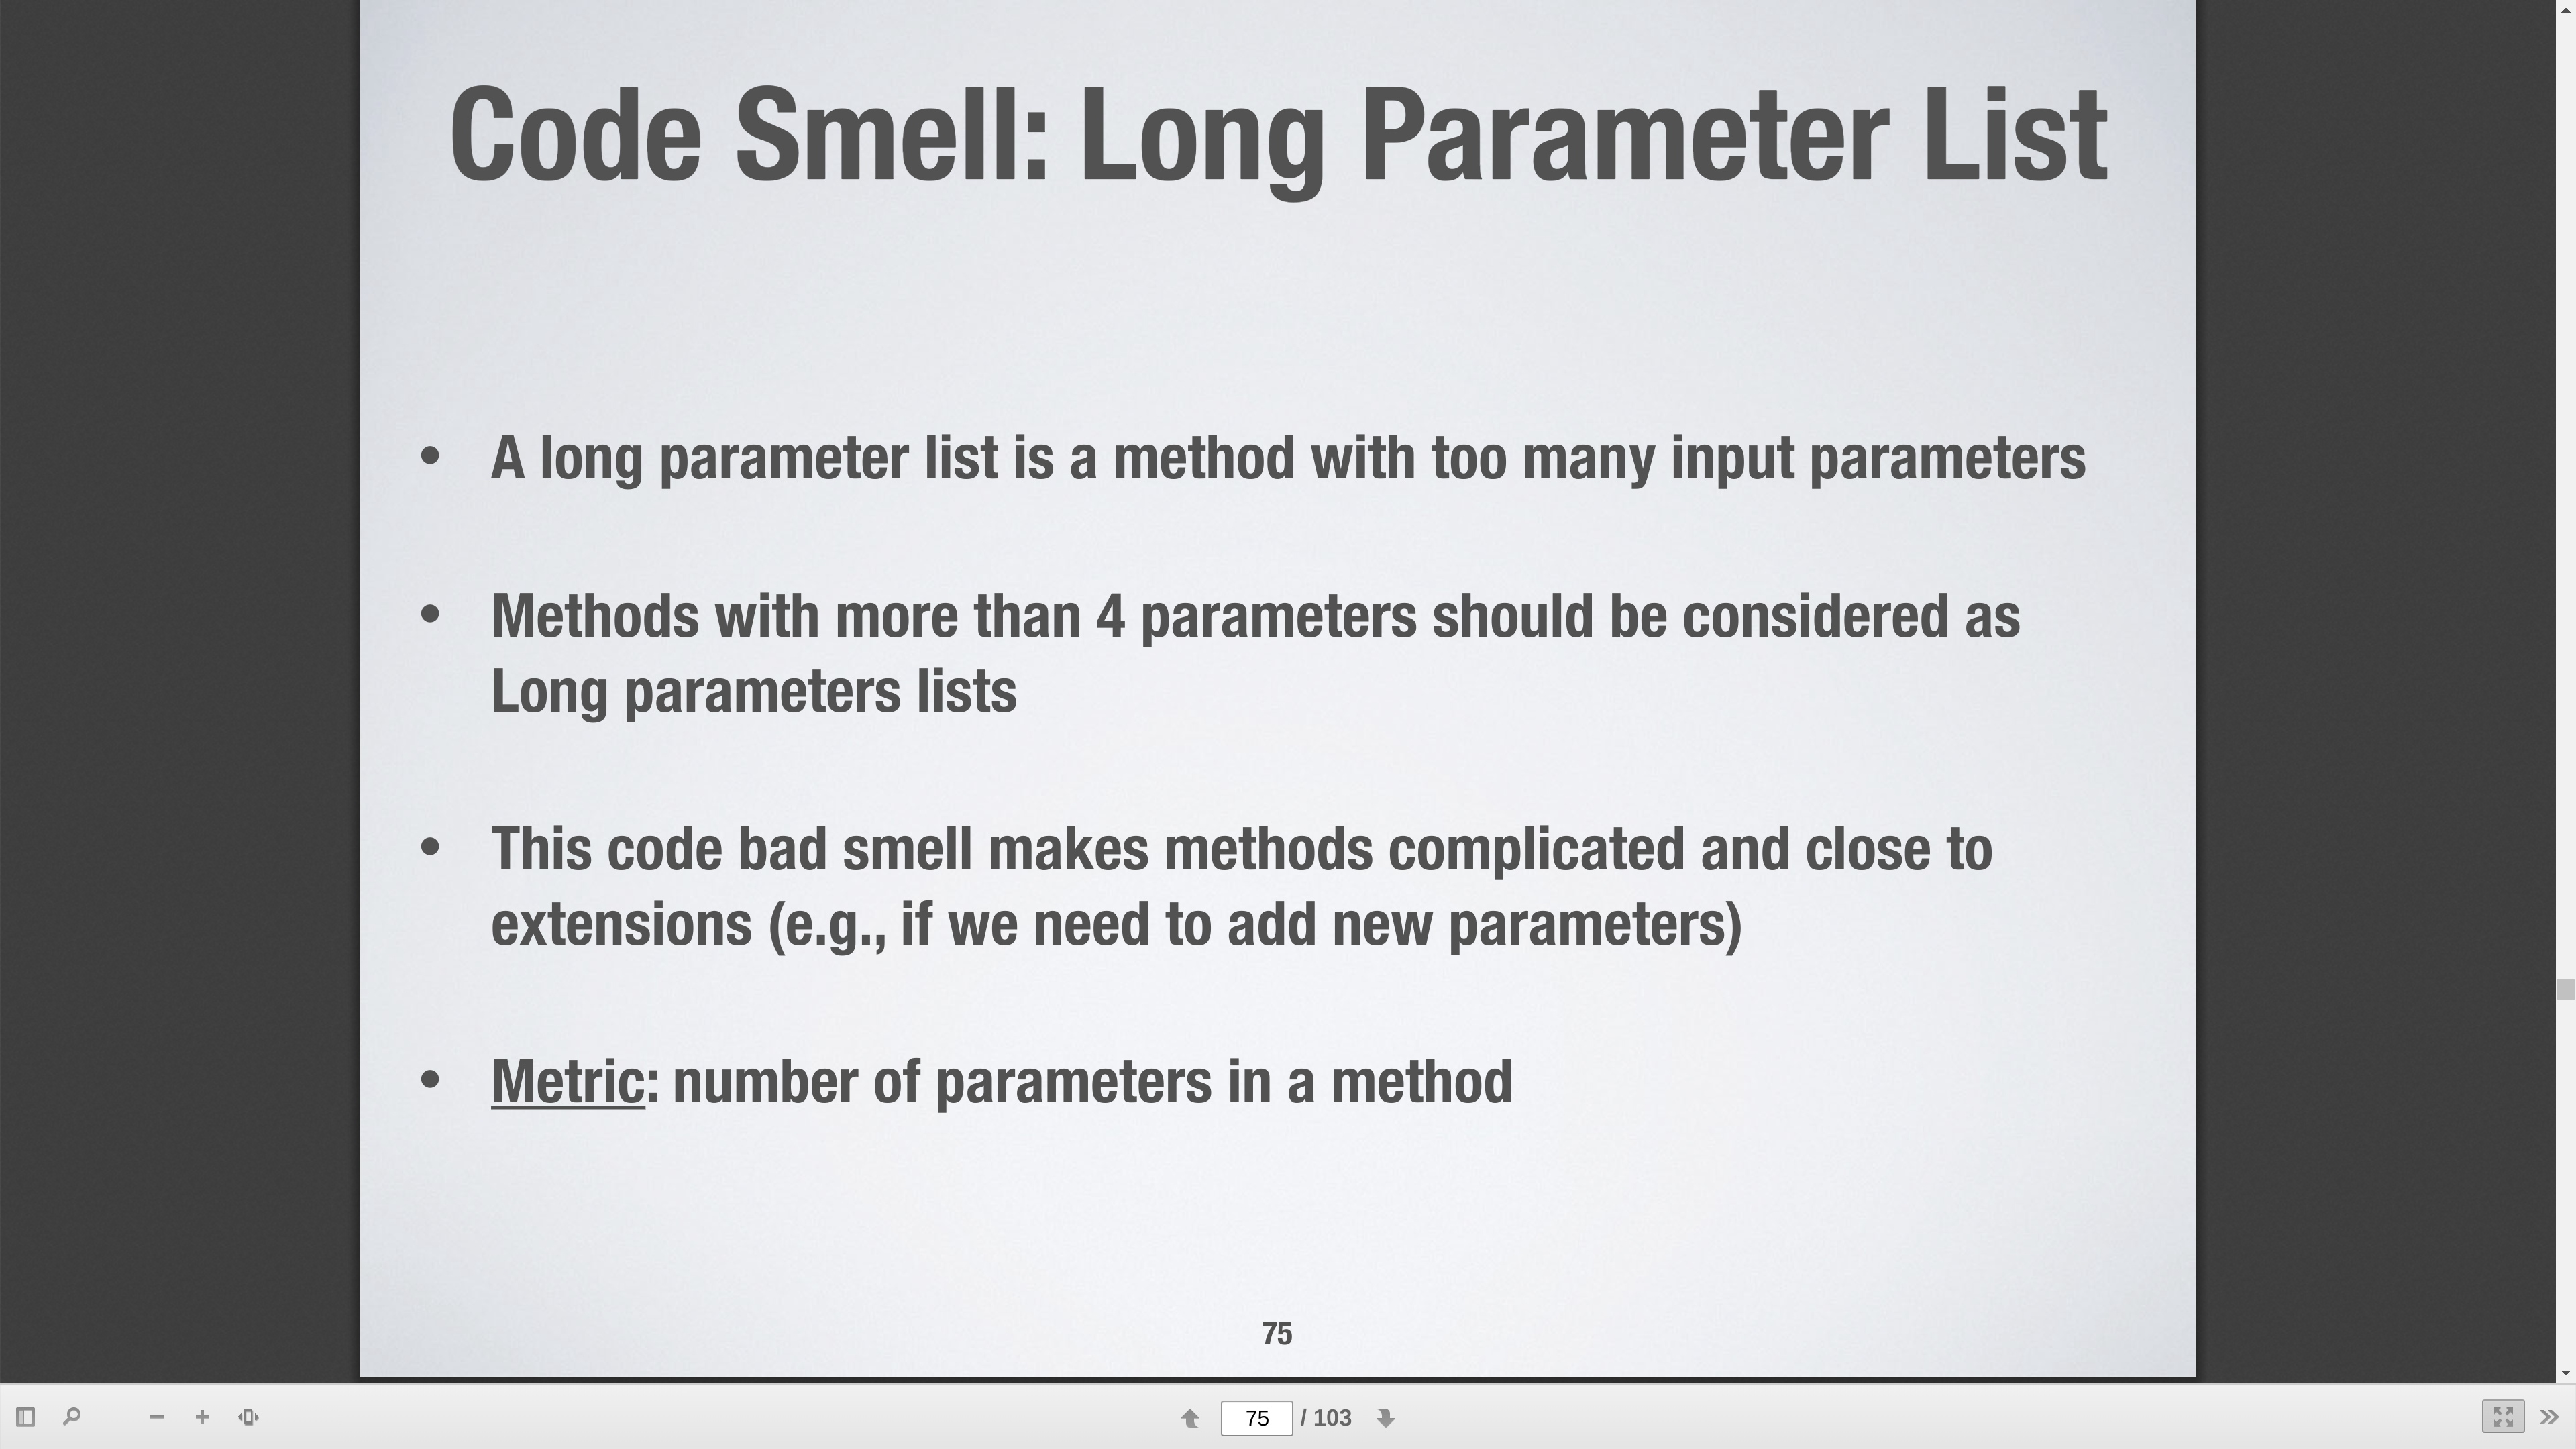 Code Smell: Long Parameter List
• A long parameter list is a method with too many input parameters
• Methods with more than 4 parameters should be considered as
Long parameters lists
• This code bad smell makes methods complicated and close to
extensions (e.g., if we need to add new parameters)
• Metric: number of parameters in a method
75
75 / 103